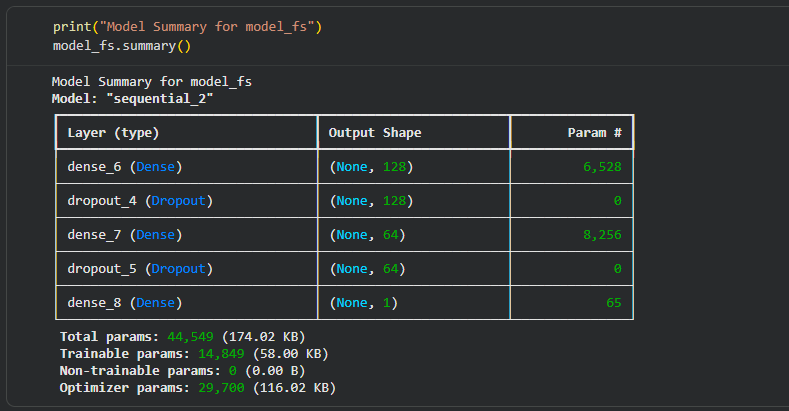 print("Model Summary for model_fs")
model_fs.summary()
Model Summary for model_fs
Model: "sequential_2"
Layer (type) Output Shape Param #
dense_6 (Dense) (None, 128) 6,528
dropout_4 (Dropout) (None, 128) 0
dense_7 (Dense) (None, 64) 8,256
dropout_5 (Dropout) (None, 64) 0
dense_8 (Dense) (None, 1) 65
Total params: 44,549 (174.02 KB)
Trainable params: 14,849 (58.00 KB)
Non-trainable params: 0 (0.00 B)
Optimizer params: 29,700 (116.02 KB)